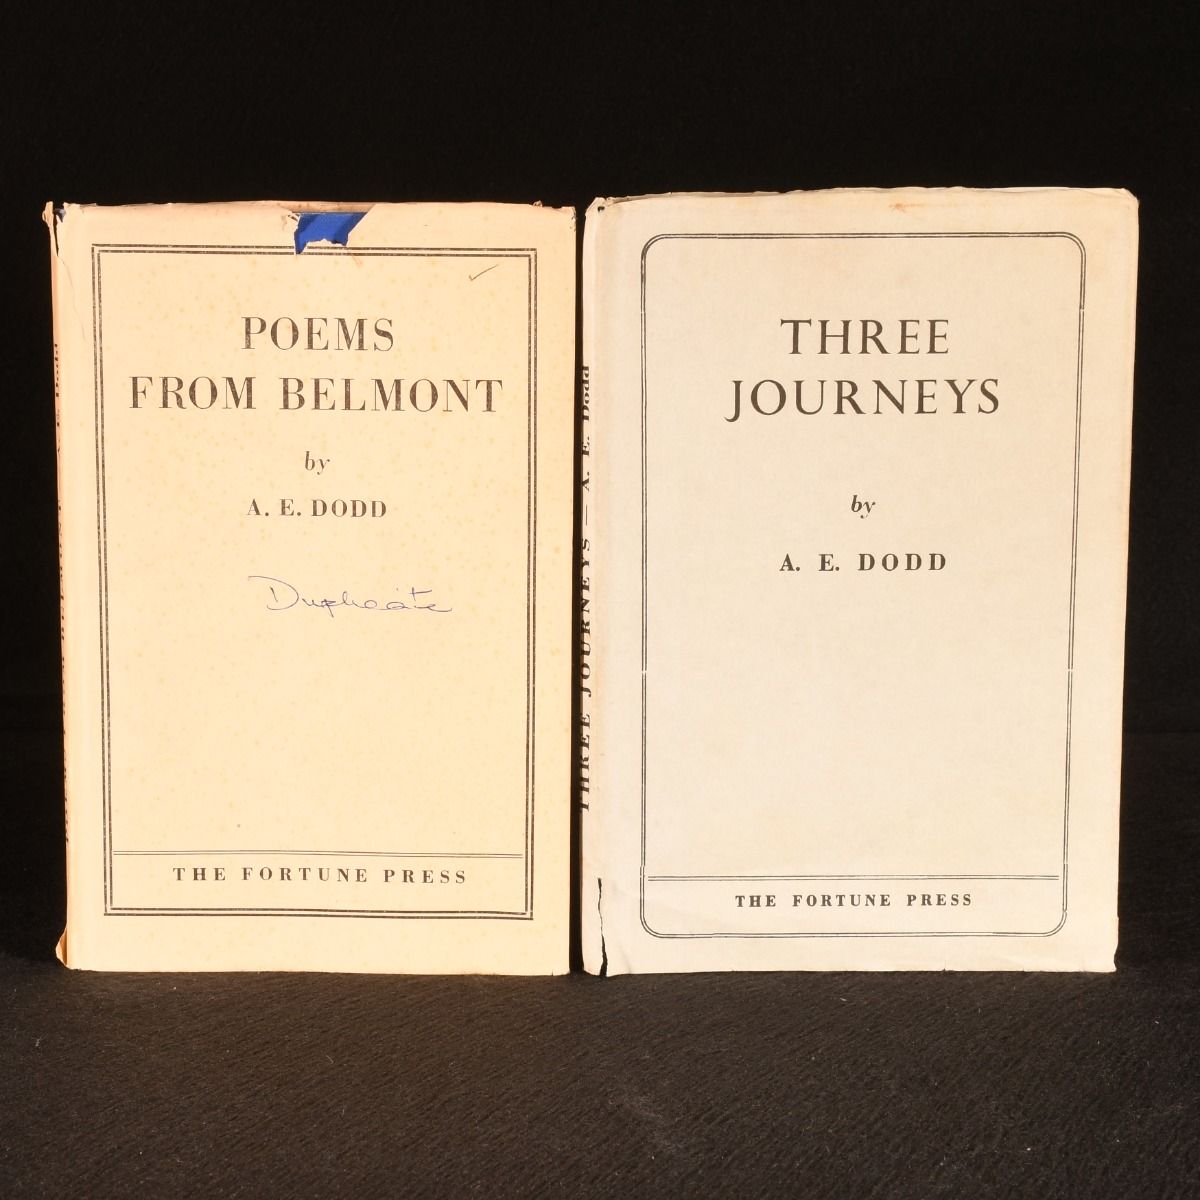 POEMS
FROM BELMONT
by
A. E. DODD
Duplicate
THE FORTUNE PRESS
THREE JOURNEYS — A. E. Dodd
THREE
JOURNEYS
by
A. E. DODD
THE FORTUNE PRESS